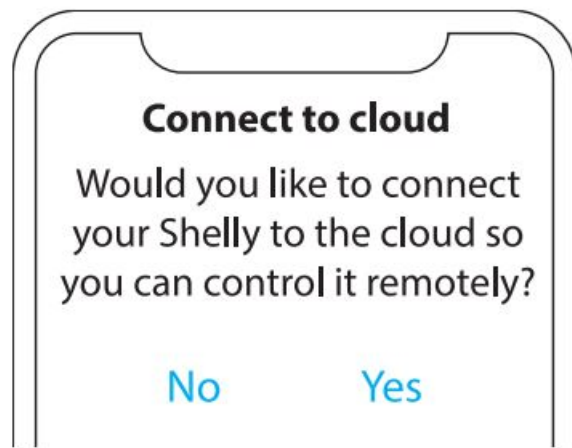 Connect to cloud
Would you like to connect
your Shelly to the cloud so
you can control it remotely?
No Yes